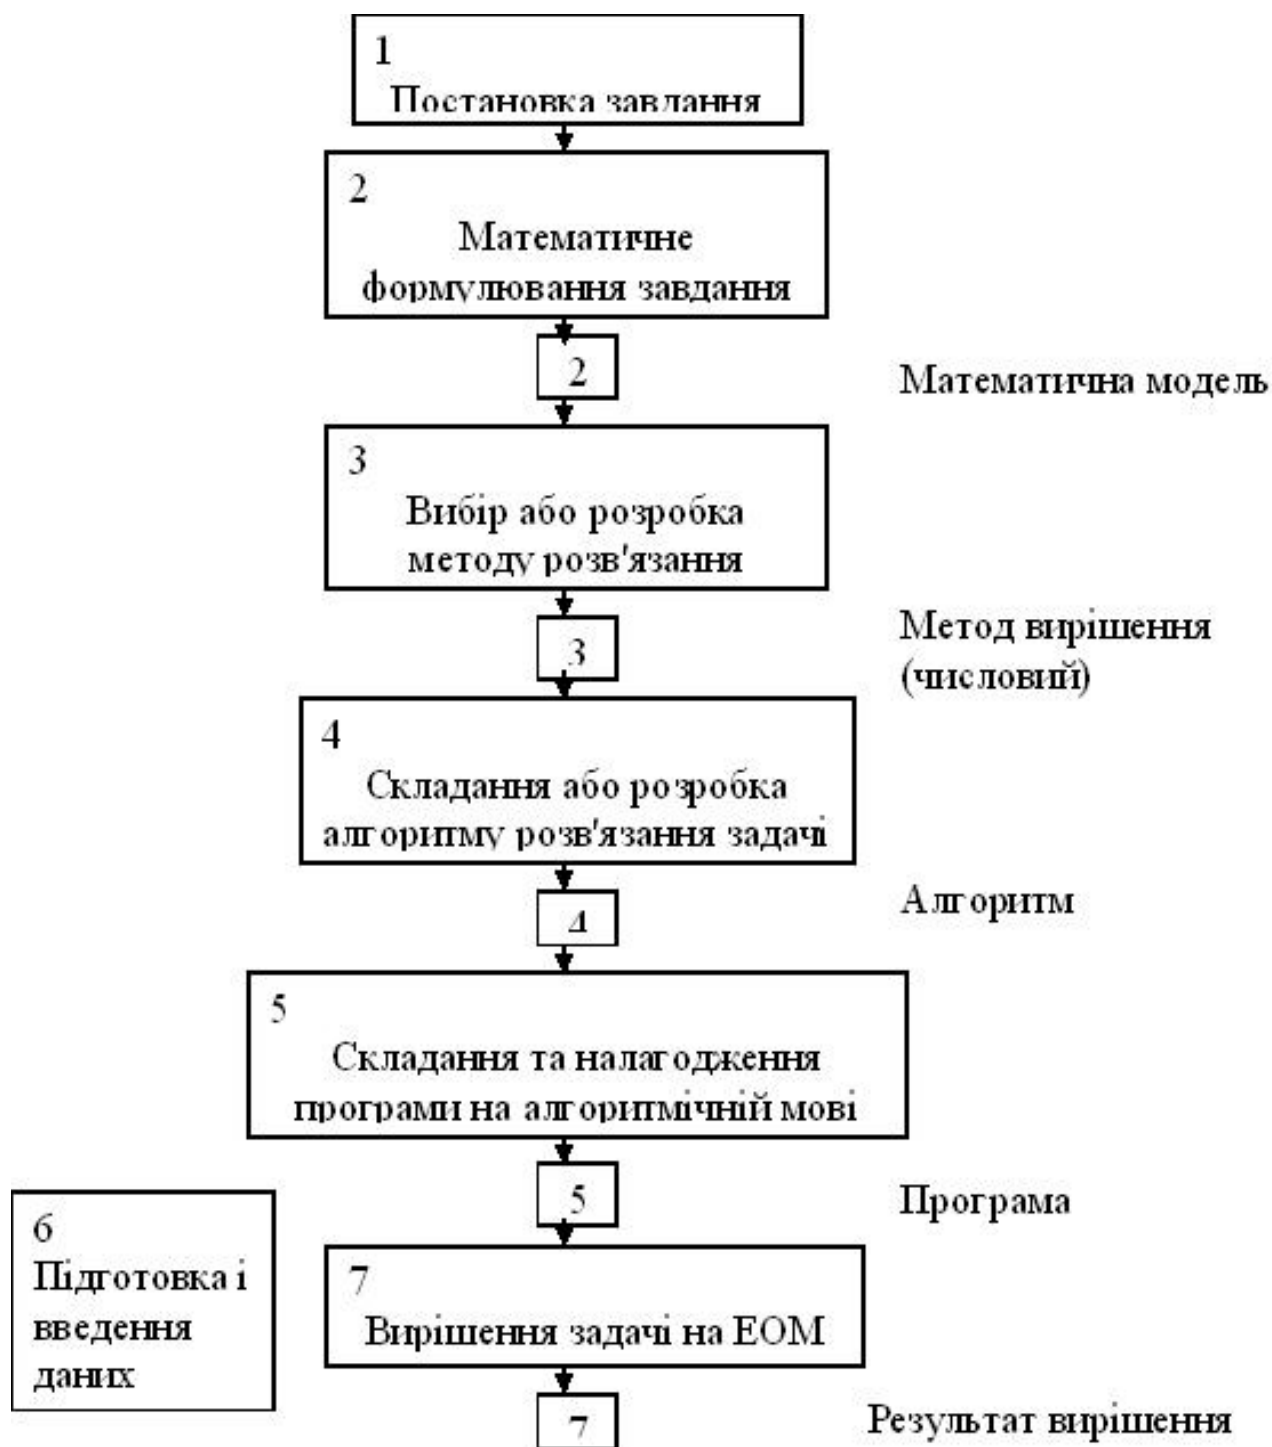 1
Постановка завдання
2
Математичне
формулювання завдання
2
Математична модель
3
Вибір або розробка
методу розв'язання
3
Метод вирішення
(числовий)
4
Складання або розробка
алгоритму розв'язання задачі
4
Алгоритм
5
Складання та налагодження
програми на алгоритмічній мові
5
Програма
6
Підготовка і
введення
даних
7
Вирішення задачі на ЕОМ
7
Результат вирішення